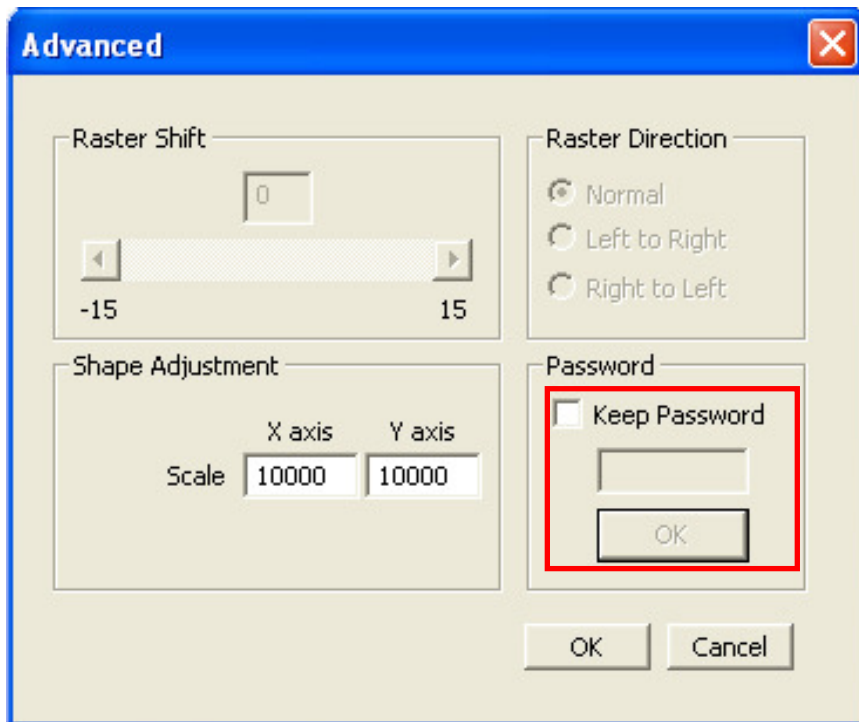 Advanced
Raster Shift
0
-15 15
Raster Direction
Normal
Left to Right
Right to Left
Shape Adjustment
X axis Y axis
Scale 10000 10000
Password
Keep Password
OK
OK Cancel